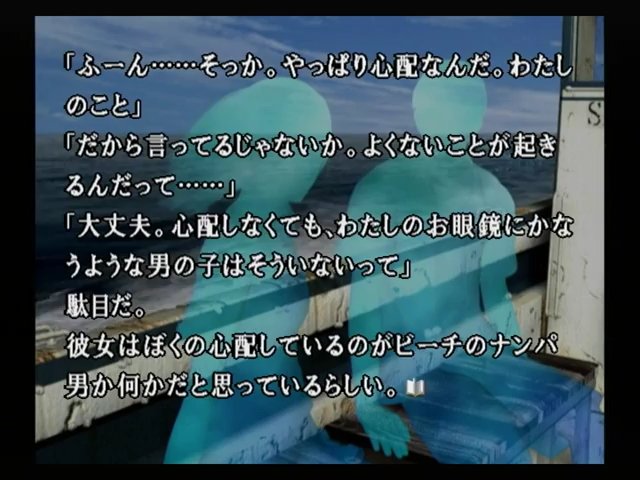 「ふーん……そっか。やっぱり心配なんだ。わたし
のこと」
「だから言ってるじゃないか。よくないことが起き
るんだって……」
「大丈夫。心配しなくても、わたしのお眼鏡にかな
うような男の子はそういないって」
駄目だ。
彼女はぼくの心配しているのがビーチのナンパ
男か何かだと思っているらしい。
S